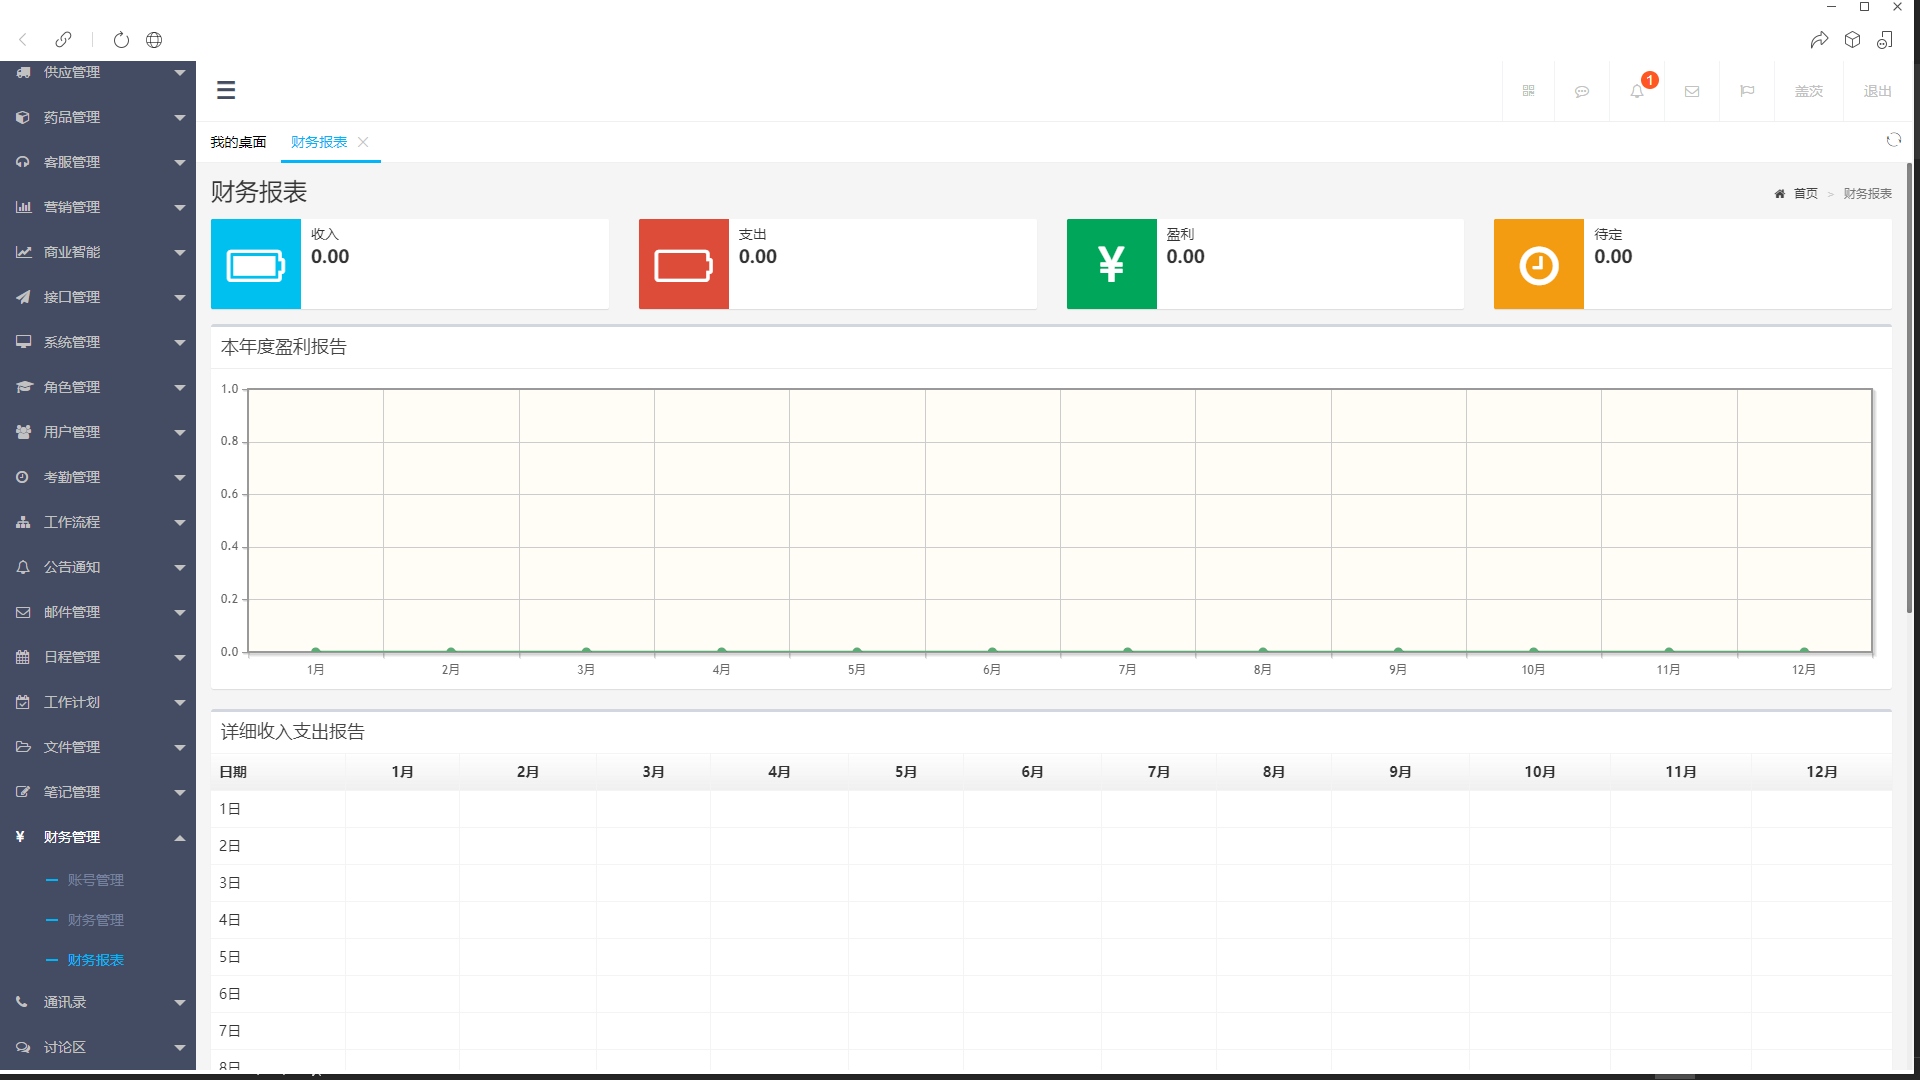 供应管理
药品管理
客服管理
营销管理
商业智能
接口管理
系统管理
角色管理
用户管理
考勤管理
工作流程
公告通知
邮件管理
日程管理
工作计划
文件管理
笔记管理
财务管理
账号管理
财务管理
财务报表
通讯录
讨论区
1
盖茨
退出
我的桌面 财务报表
财务报表
首页 > 财务报表
收入
0.00
支出
0.00
¥
盈利
0.00
待定
0.00
本年度盈利报告
1.0
0.8
0.6
0.4
0.2
0.0
1月 2月 3月 4月 5月 6月 7月 8月 9月 10月 11月 12月
详细收入支出报告
日期 1月 2月 3月 4月 5月 6月 7月 8月 9月 10月 11月 12月
1日
2日
3日
4日
5日
6日
7日
8日